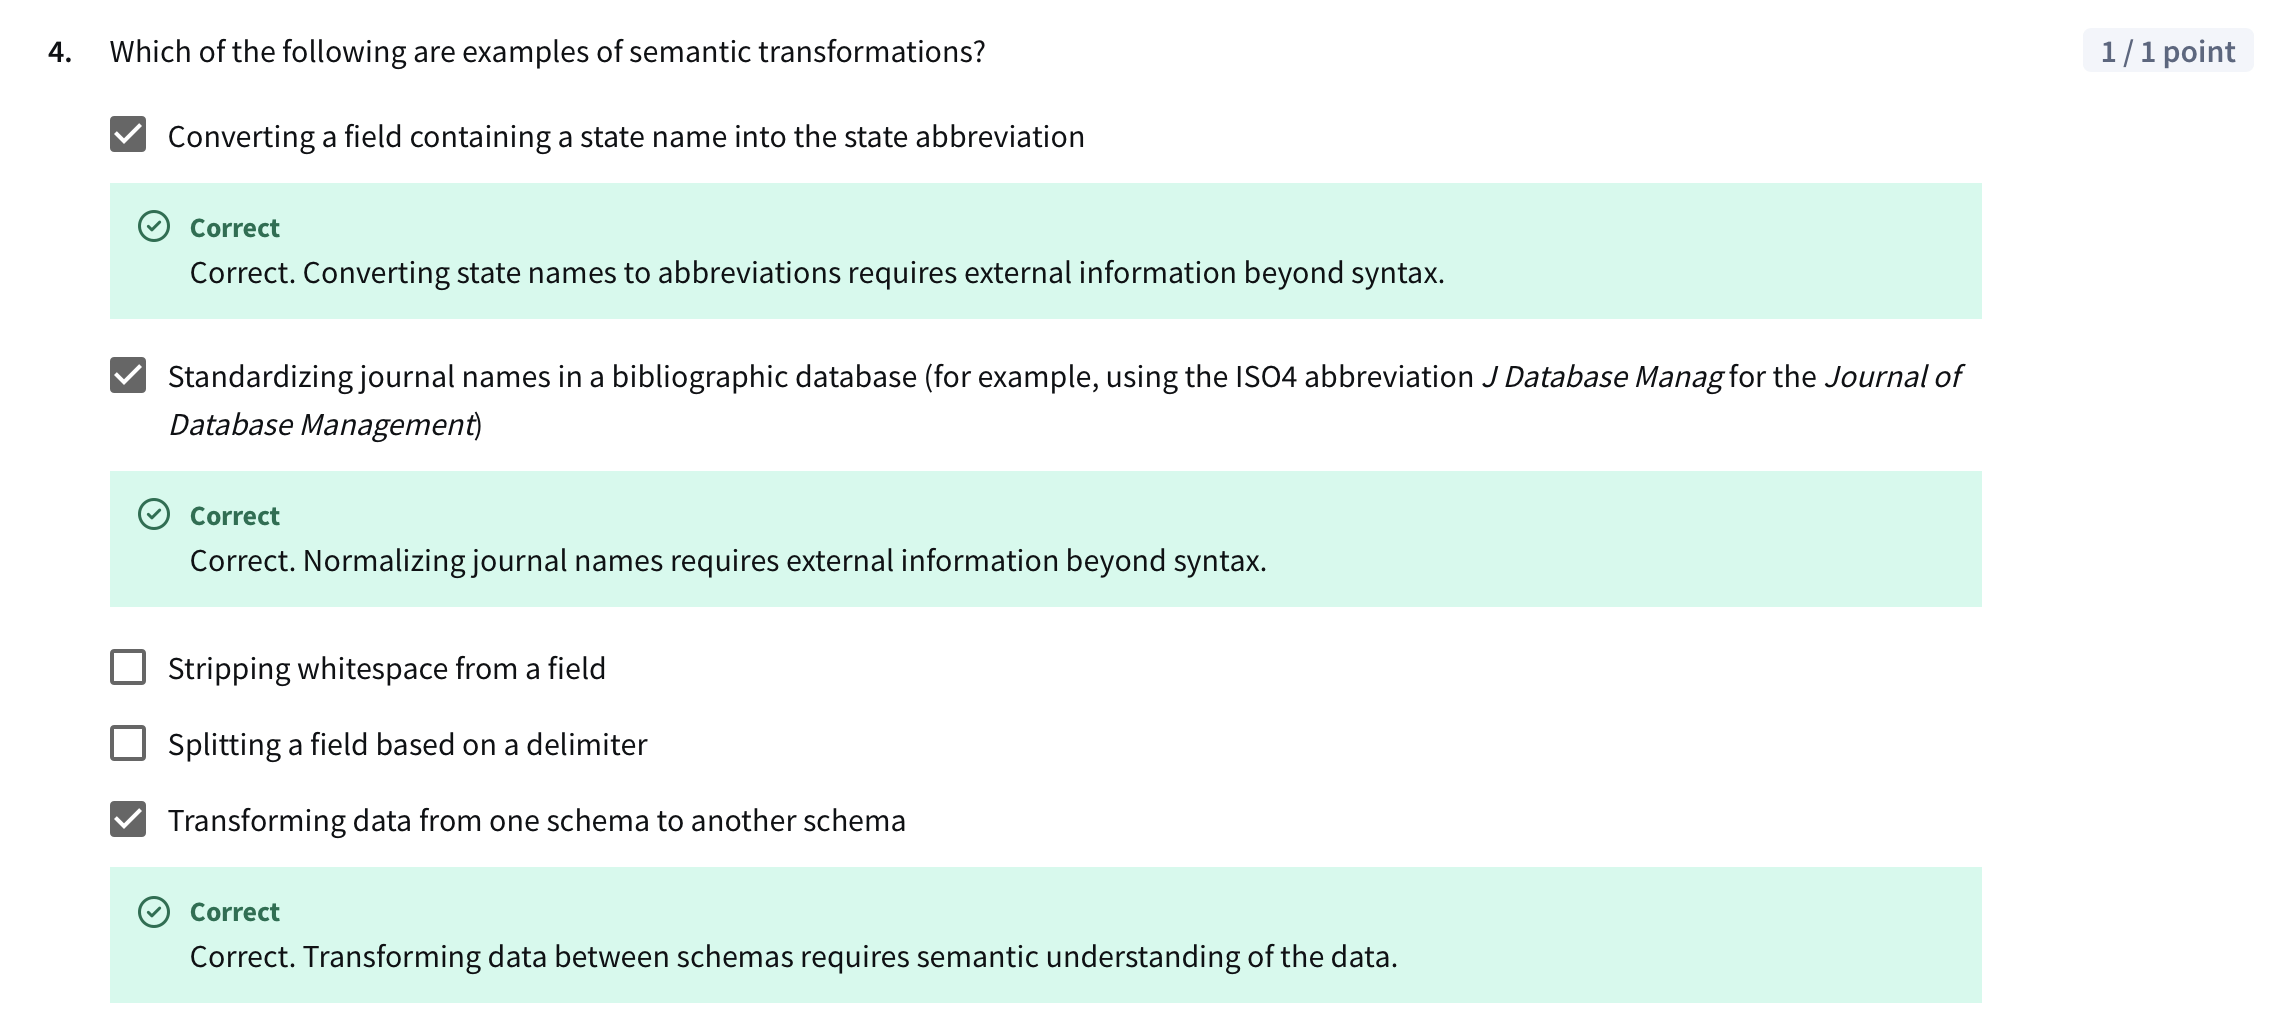 4. Which of the following are examples of semantic transformations?
1 / 1 point
Converting a field containing a state name into the state abbreviation
Correct
Correct. Converting state names to abbreviations requires external information beyond syntax.
Standardizing journal names in a bibliographic database (for example, using the ISO4 abbreviation J Database Manag for the Journal of
Database Management)
Correct
Correct. Normalizing journal names requires external information beyond syntax.
Stripping whitespace from a field
Splitting a field based on a delimiter
Transforming data from one schema to another schema
Correct
Correct. Transforming data between schemas requires semantic understanding of the data.